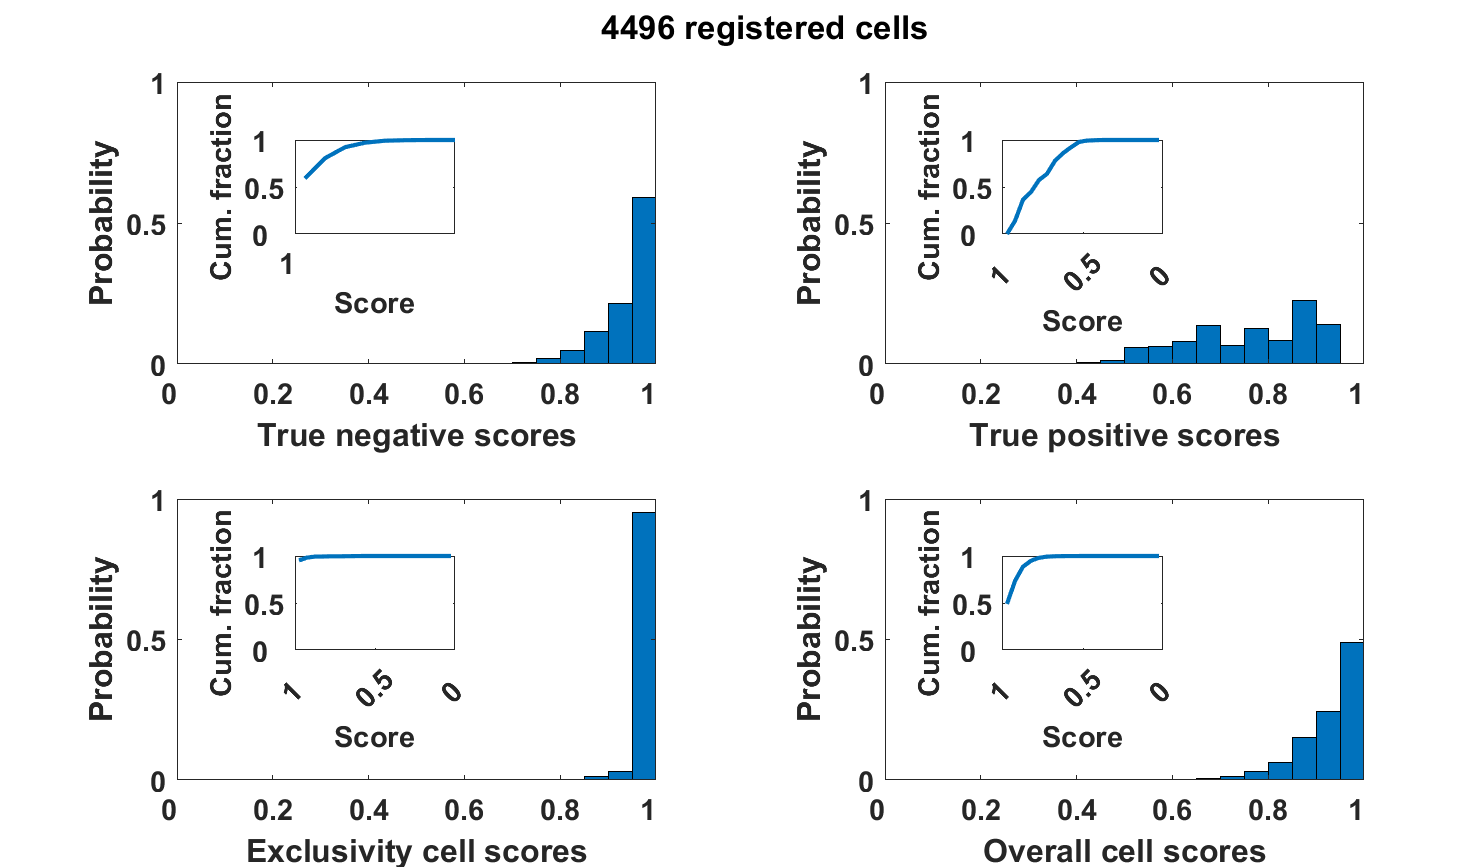 4496 registered cells
1
0.5
0
Probability
1
0.5
0
Cum. fraction
1
Score
0 0.2 0.4 0.6 0.8 1
True negative scores
1
0.5
0
Probability
1
0.5
0
Cum. fraction
1 0.5 0
Score
0 0.2 0.4 0.6 0.8 1
True positive scores
1
0.5
0
Probability
1
0.5
0
Cum. fraction
1 0.5 0
Score
0 0.2 0.4 0.6 0.8 1
Exclusivity cell scores
1
0.5
0
Probability
1
0.5
0
Cum. fraction
1 0.5 0
Score
0 0.2 0.4 0.6 0.8 1
Overall cell scores